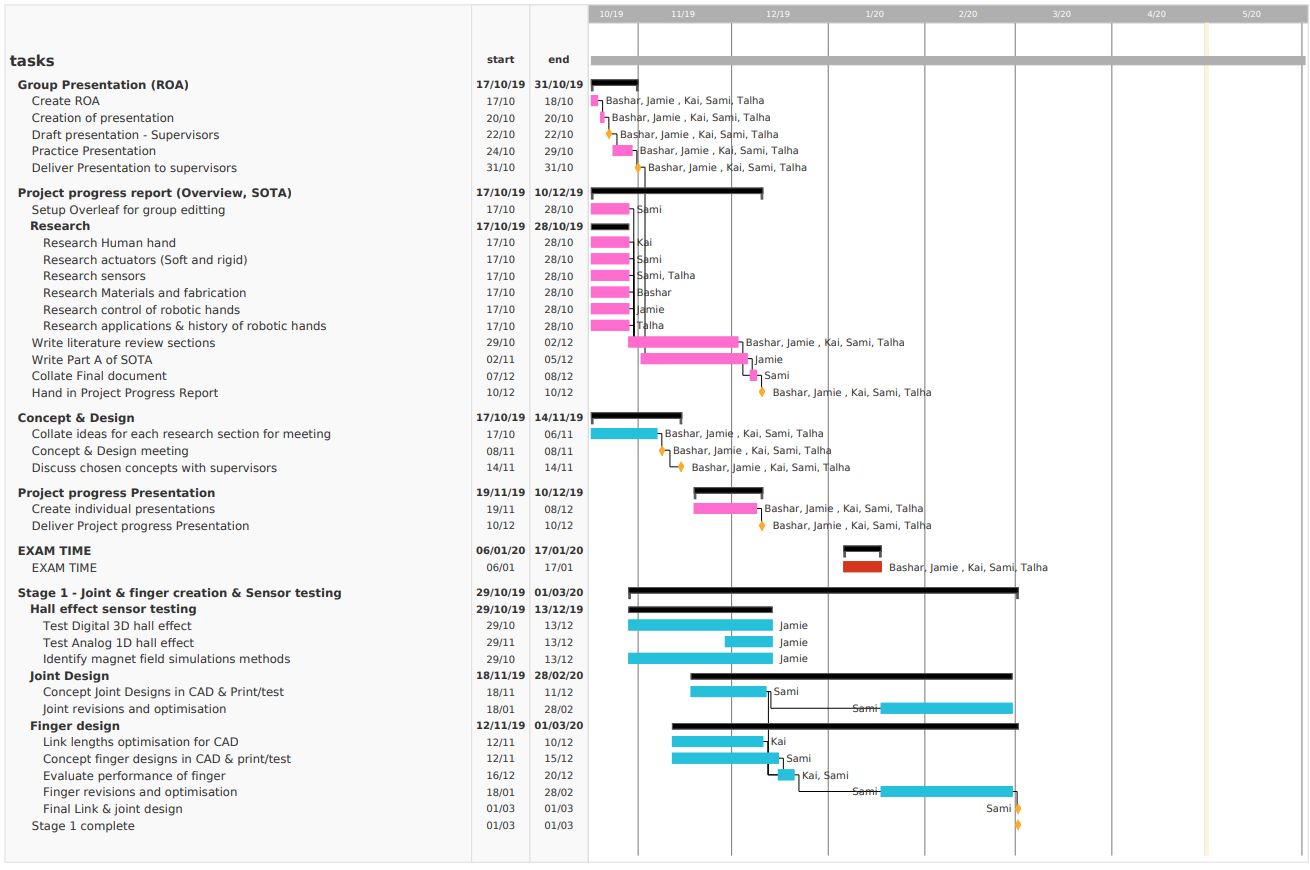 10/19 11/19 12/19 1/20 2/20 3/20 4/20 5/20
tasks start end
Group Presentation (ROA) 17/10/19 31/10/19
Create ROA 17/10 18/10 Bashar, Jamie , Kai, Sami, Talha
Creation of presentation 20/10 20/10 Bashar, Jamie , Kai, Sami, Talha
Draft presentation - Supervisors 22/10 22/10 Bashar, Jamie , Kai, Sami, Talha
Practice Presentation 24/10 29/10 Bashar, Jamie , Kai, Sami, Talha
Deliver Presentation to supervisors 31/10 31/10 Bashar, Jamie , Kai, Sami, Talha
Project progress report (Overview, SOTA) 17/10/19 10/12/19
Setup Overleaf for group editting 17/10 28/10 Sami
Research 17/10/19 28/10/19
Research Human hand 17/10 28/10 Kai
Research actuators (Soft and rigid) 17/10 28/10 Sami
Research sensors 17/10 28/10 Sami, Talha
Research Materials and fabrication 17/10 28/10 Bashar
Research control of robotic hands 17/10 28/10 Jamie
Research applications & history of robotic hands 17/10 28/10 Talha
Write literature review sections 29/10 02/12 Bashar, Jamie , Kai, Sami, Talha
Write Part A of SOTA 02/11 05/12 Jamie
Collate Final document 07/12 08/12 Sami
Hand in Project Progress Report 10/12 10/12 Bashar, Jamie , Kai, Sami, Talha
Concept & Design 17/10/19 14/11/19
Collate ideas for each research section for meeting 17/10 06/11 Bashar, Jamie , Kai, Sami, Talha
Concept & Design meeting 08/11 08/11 Bashar, Jamie , Kai, Sami, Talha
Discuss chosen concepts with supervisors 14/11 14/11 Bashar, Jamie , Kai, Sami, Talha
Project progress Presentation 19/11/19 10/12/19
Create individual presentations 19/11 08/12 Bashar, Jamie , Kai, Sami, Talha
Deliver Project progress Presentation 10/12 10/12 Bashar, Jamie , Kai, Sami, Talha
EXAM TIME 06/01/20 17/01/20
EXAM TIME 06/01 17/01 Bashar, Jamie , Kai, Sami, Talha
Stage 1 - Joint & finger creation & Sensor testing 29/10/19 01/03/20
Hall effect sensor testing 29/10/19 13/12/19
Test Digital 3D hall effect 29/10 13/12 Jamie
Test Analog 1D hall effect 29/11 13/12 Jamie
Identify magnet field simulations methods 29/10 13/12 Jamie
Joint Design 18/11/19 28/02/20
Concept Joint Designs in CAD & Print/test 18/11 11/12 Sami
Joint revisions and optimisation 18/01 28/02 Sami
Finger design 12/11/19 01/03/20
Link lengths optimisation for CAD 12/11 10/12 Kai
Concept finger designs in CAD & print/test 12/11 15/12 Sami
Evaluate performance of finger 16/12 20/12 Kai, Sami
Finger revisions and optimisation 18/01 28/02 Sami
Final Link & joint design 01/03 01/03 Sami
Stage 1 complete 01/03 01/03